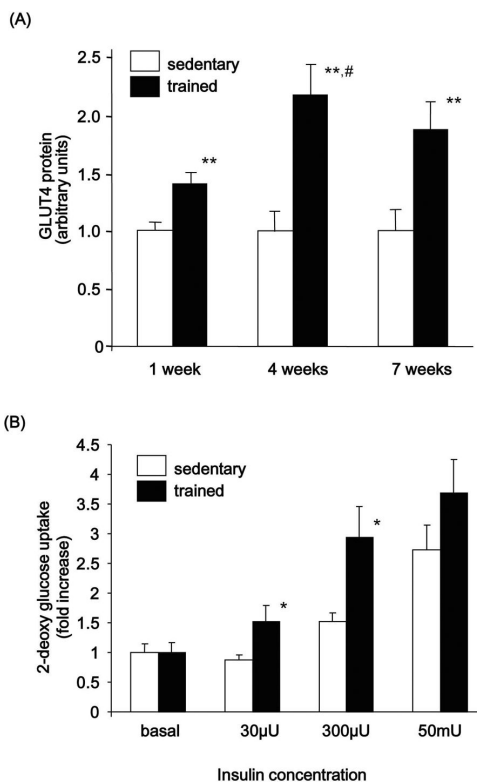 (A)
2.5
2.0
1.5
1.0
0.5
0
GLUT4 protein
(arbitrary units)
sedentary
trained
**
**,#
**
1 week 4 weeks 7 weeks
(B)
4.5
4
3.5
3
2.5
2
1.5
1
0.5
0
2-deoxy glucose uptake
(fold increase)
sedentary
trained
*
*
basal 30µU 300µU 50mU
Insulin concentration